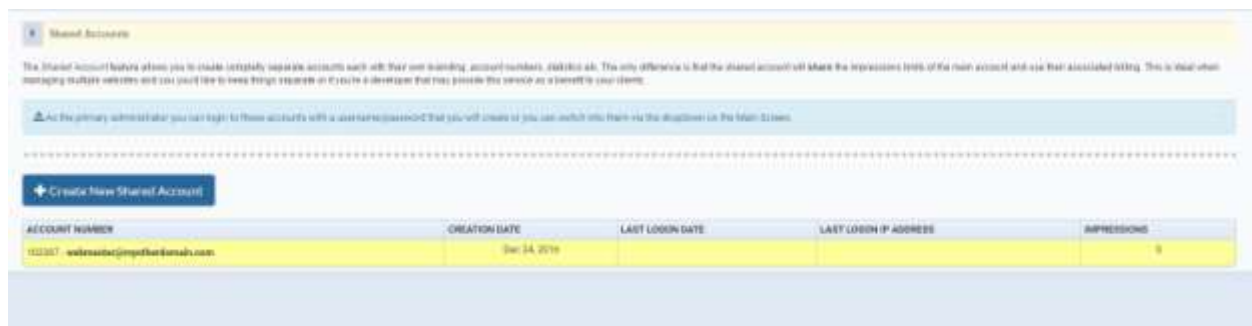 Shared Accounts
The Shared Account feature allows you to create completly separate accounts each with their own branding, account numbers, statistics etc. The only difference is that the shared account will share the impressions limits of the main account and use their associated billing. This is ideal when
managing multiple websites and you you'd like to keep things separate or if you're a developer that may provide this service as a benefit to your clients.
As the primary administrator you can login to these accounts with a username/password that you will create or you can switch into them via the dropdown on the Main Screen.
Create New Shared Account
ACCOUNT NUMBER CREATION DATE LAST LOGON DATE LAST LOGON IP ADDRESS IMPRESSIONS
webmaster@myotherdomain.com Dec 24, 2016 0